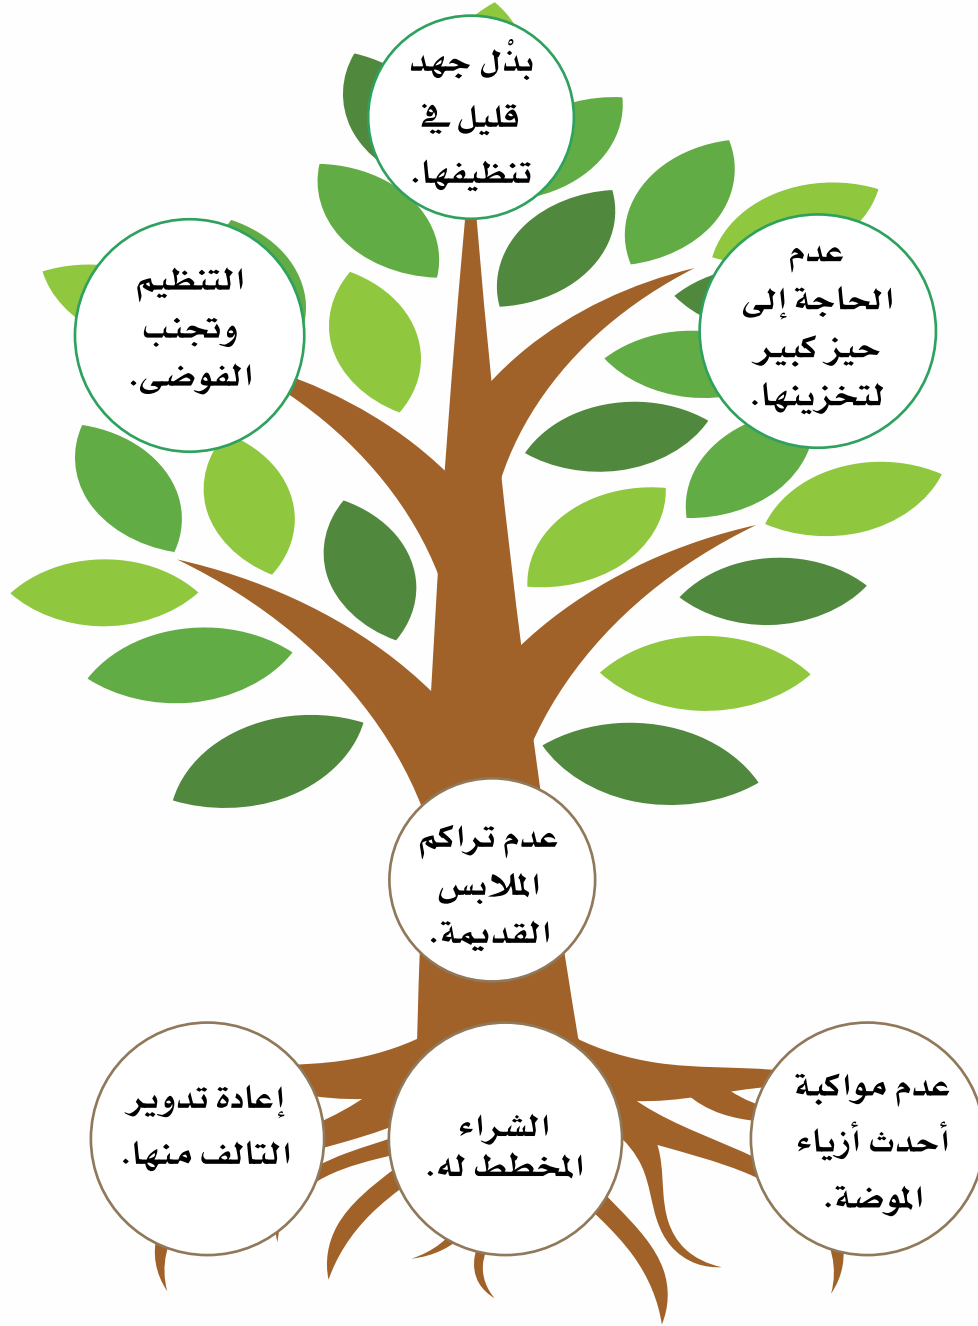 بذْل جهد
قليل في
تنظيفها.
عدم
الحاجة إلى
حيز كبير
لتخزينها.
التنظيم
وتجنب
الفوضى.
عدم تراكم
الملابس
القديمة.
عدم مواكبة
أحدث أزياء
الموضة.
الشراء
المخطط له.
إعادة تدوير
التالف منها.